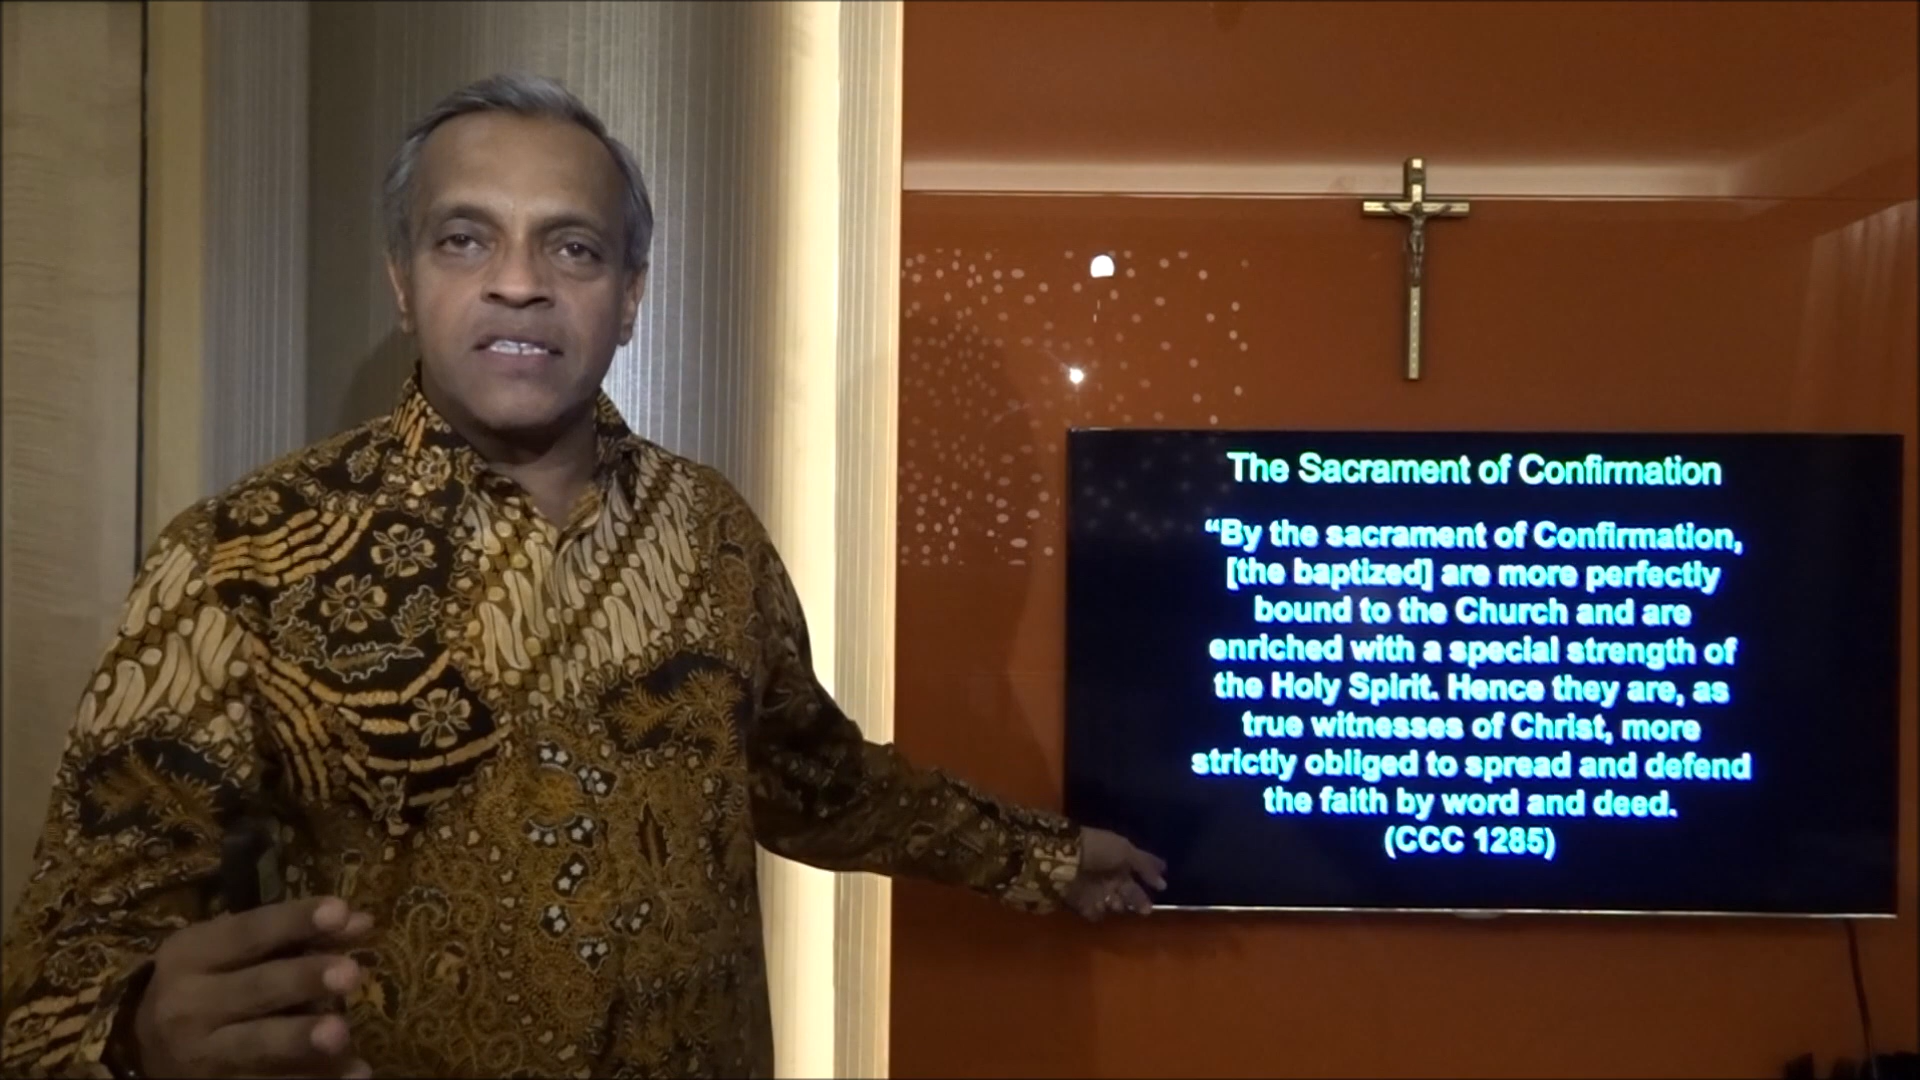 The Sacrament of Confirmation
“By the sacrament of Confirmation,
[the baptized] are more perfectly
bound to the Church and are
enriched with a special strength of
the Holy Spirit. Hence they are, as
true witnesses of Christ, more
strictly obliged to spread and defend
the faith by word and deed.
(CCC 1285)